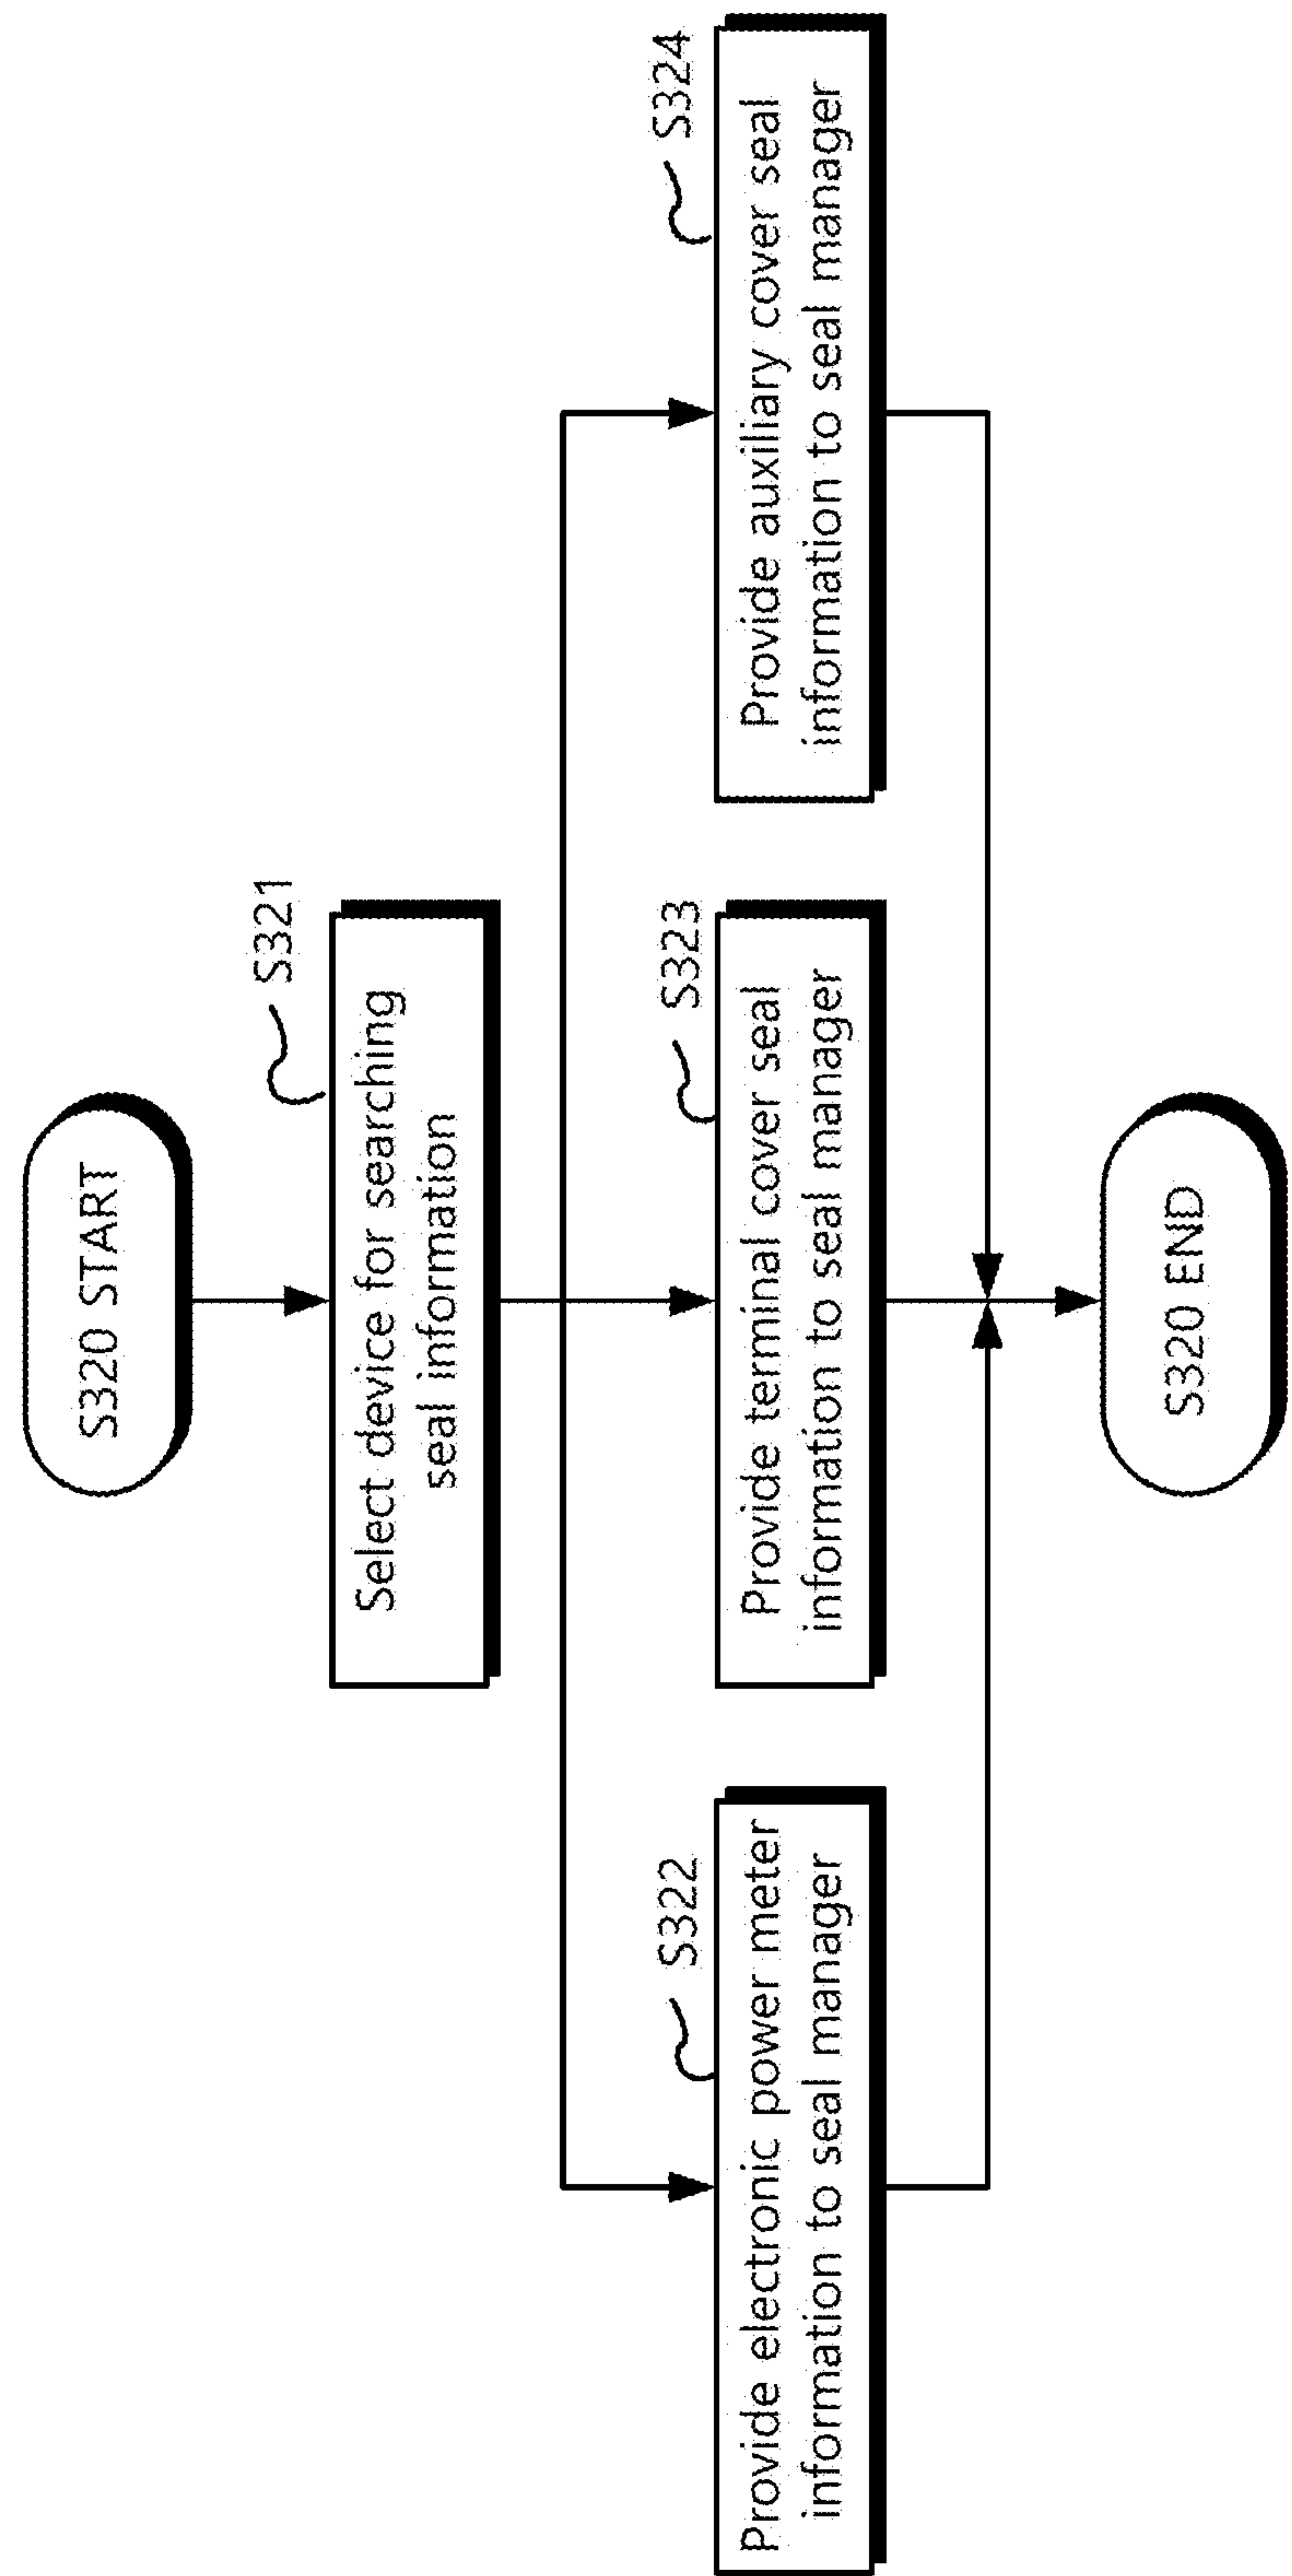 S320 START
S321
Select device for searching
seal information
S322
Provide electronic power meter
information to seal manager
S323
Provide terminal cover seal
information to seal manager
S324
Provide auxiliary cover seal
information to seal manager
S320 END